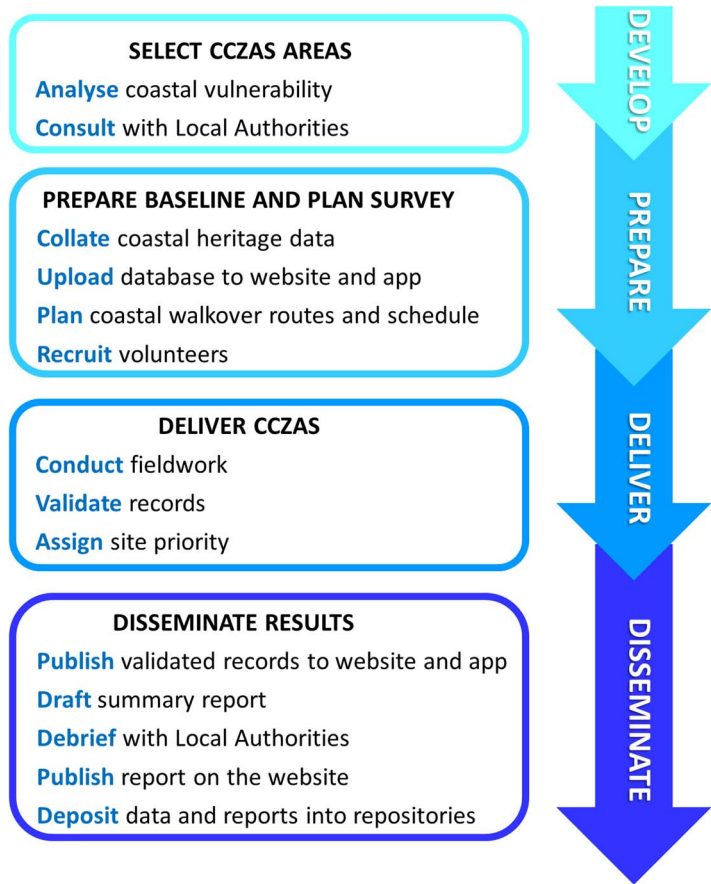 SELECT CCZAS AREAS
Analyse coastal vulnerability
Consult with Local Authorities
DEVELOP
PREPARE BASELINE AND PLAN SURVEY
Collate coastal heritage data
Upload database to website and app
Plan coastal walkover routes and schedule
Recruit volunteers
PREPARE
DELIVER CCZAS
Conduct fieldwork
Validate records
Assign site priority
DELIVER
DISSEMINATE RESULTS
Publish validated records to website and app
Draft summary report
Debrief with Local Authorities
Publish report on the website
Deposit data and reports into repositories
DISSEMINATE